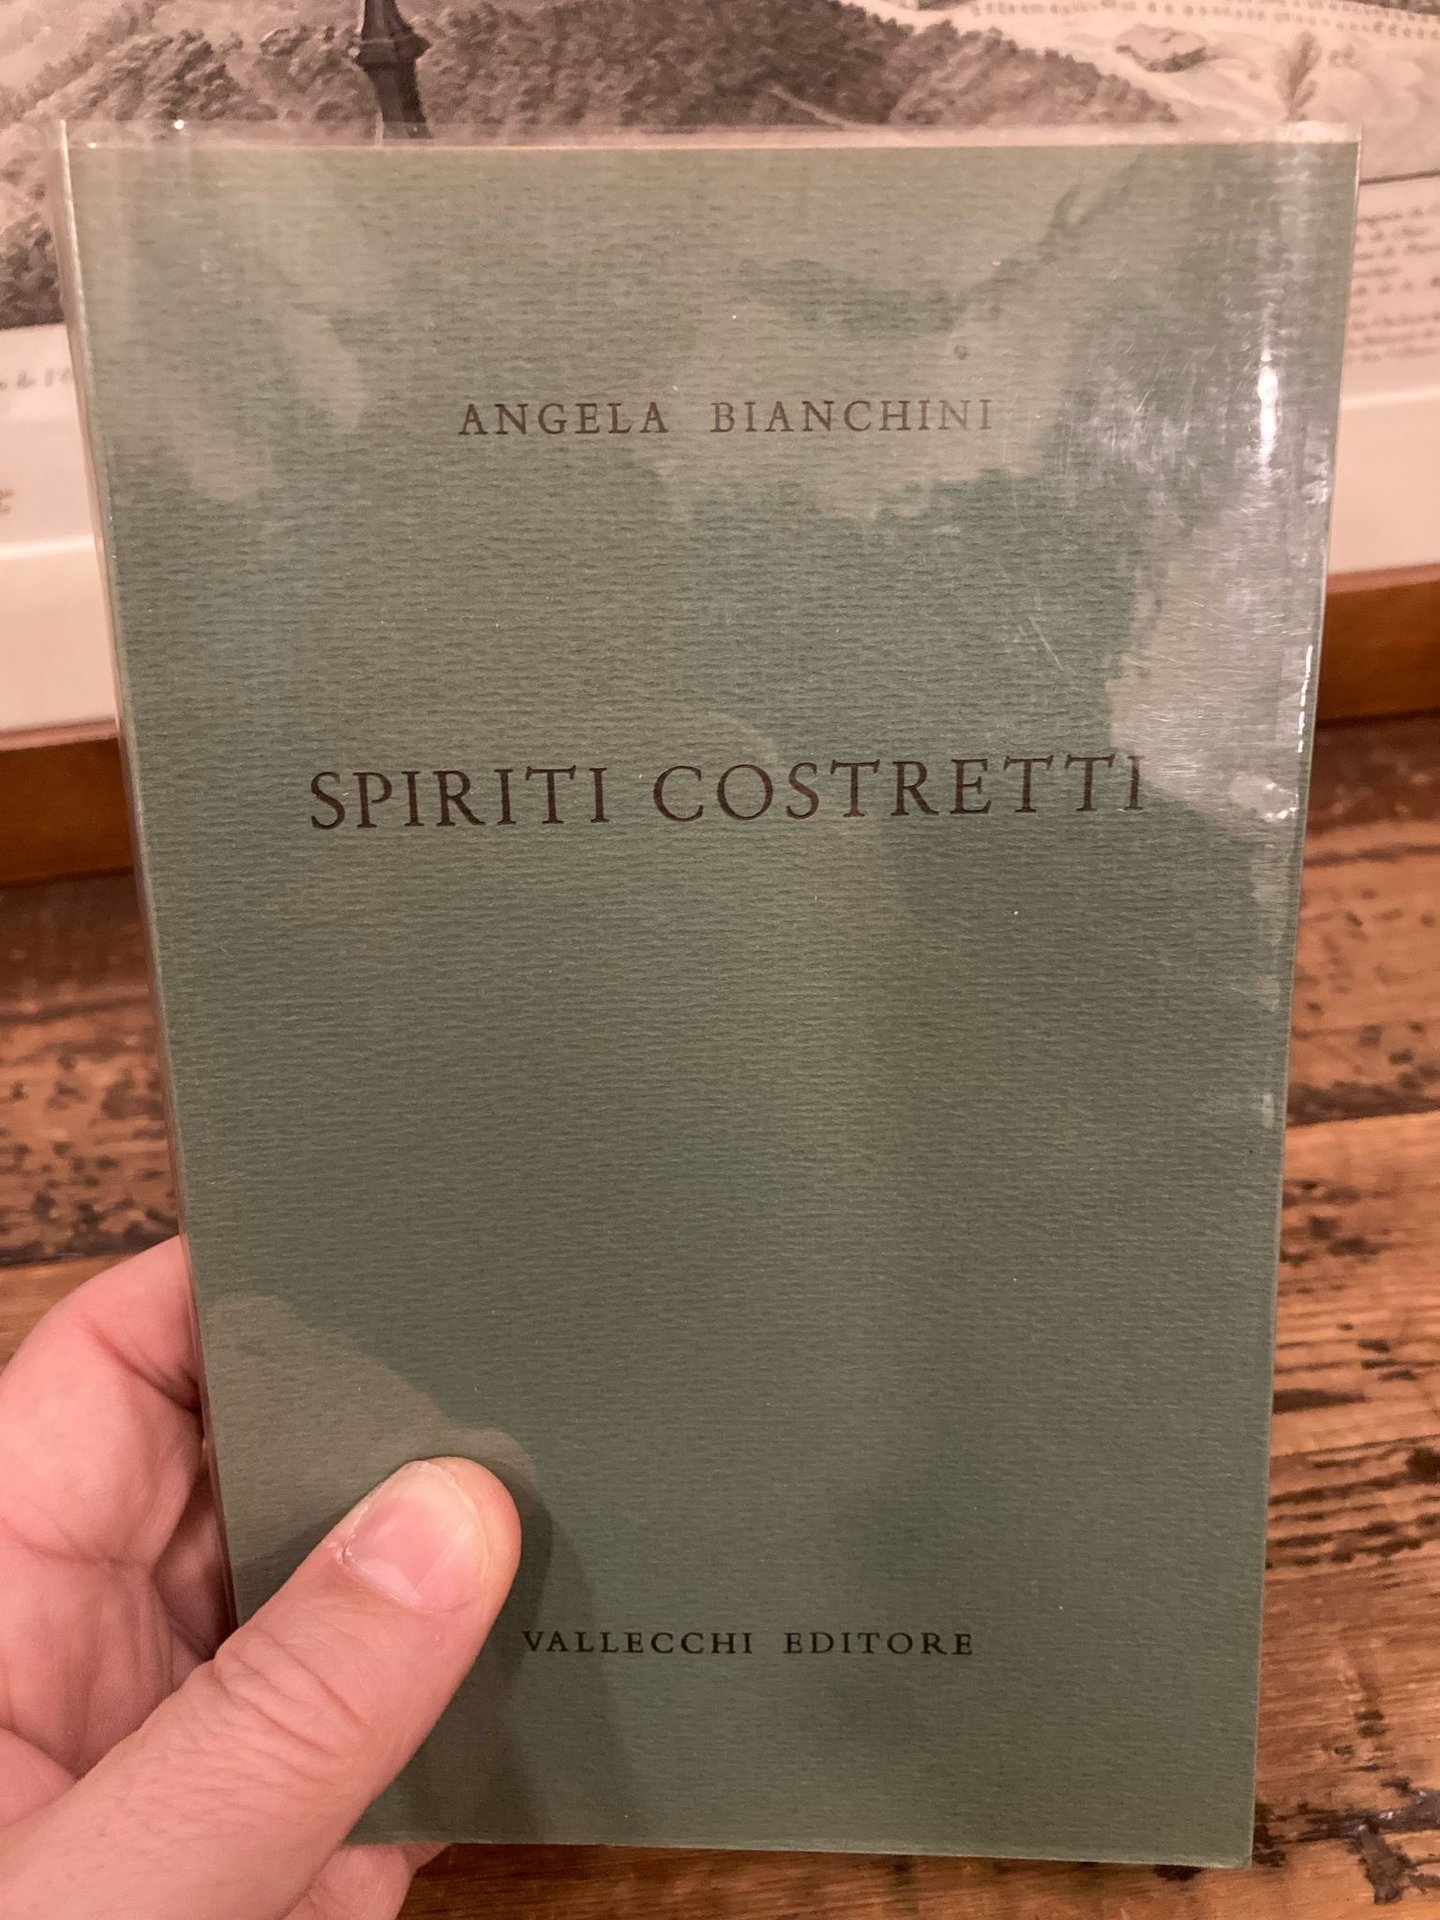 ANGELA BIANCHINI
SPIRITI COSTRETTI
VALLECCHI EDITORE